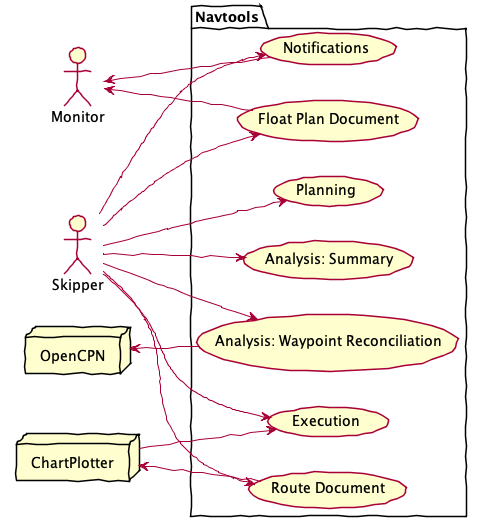 Navtools
Notifications
Monitor
Float Plan Document
Planning
Skipper
Analysis: Summary
Analysis: Waypoint Reconciliation
OpenCPN
Execution
ChartPlotter
Route Document